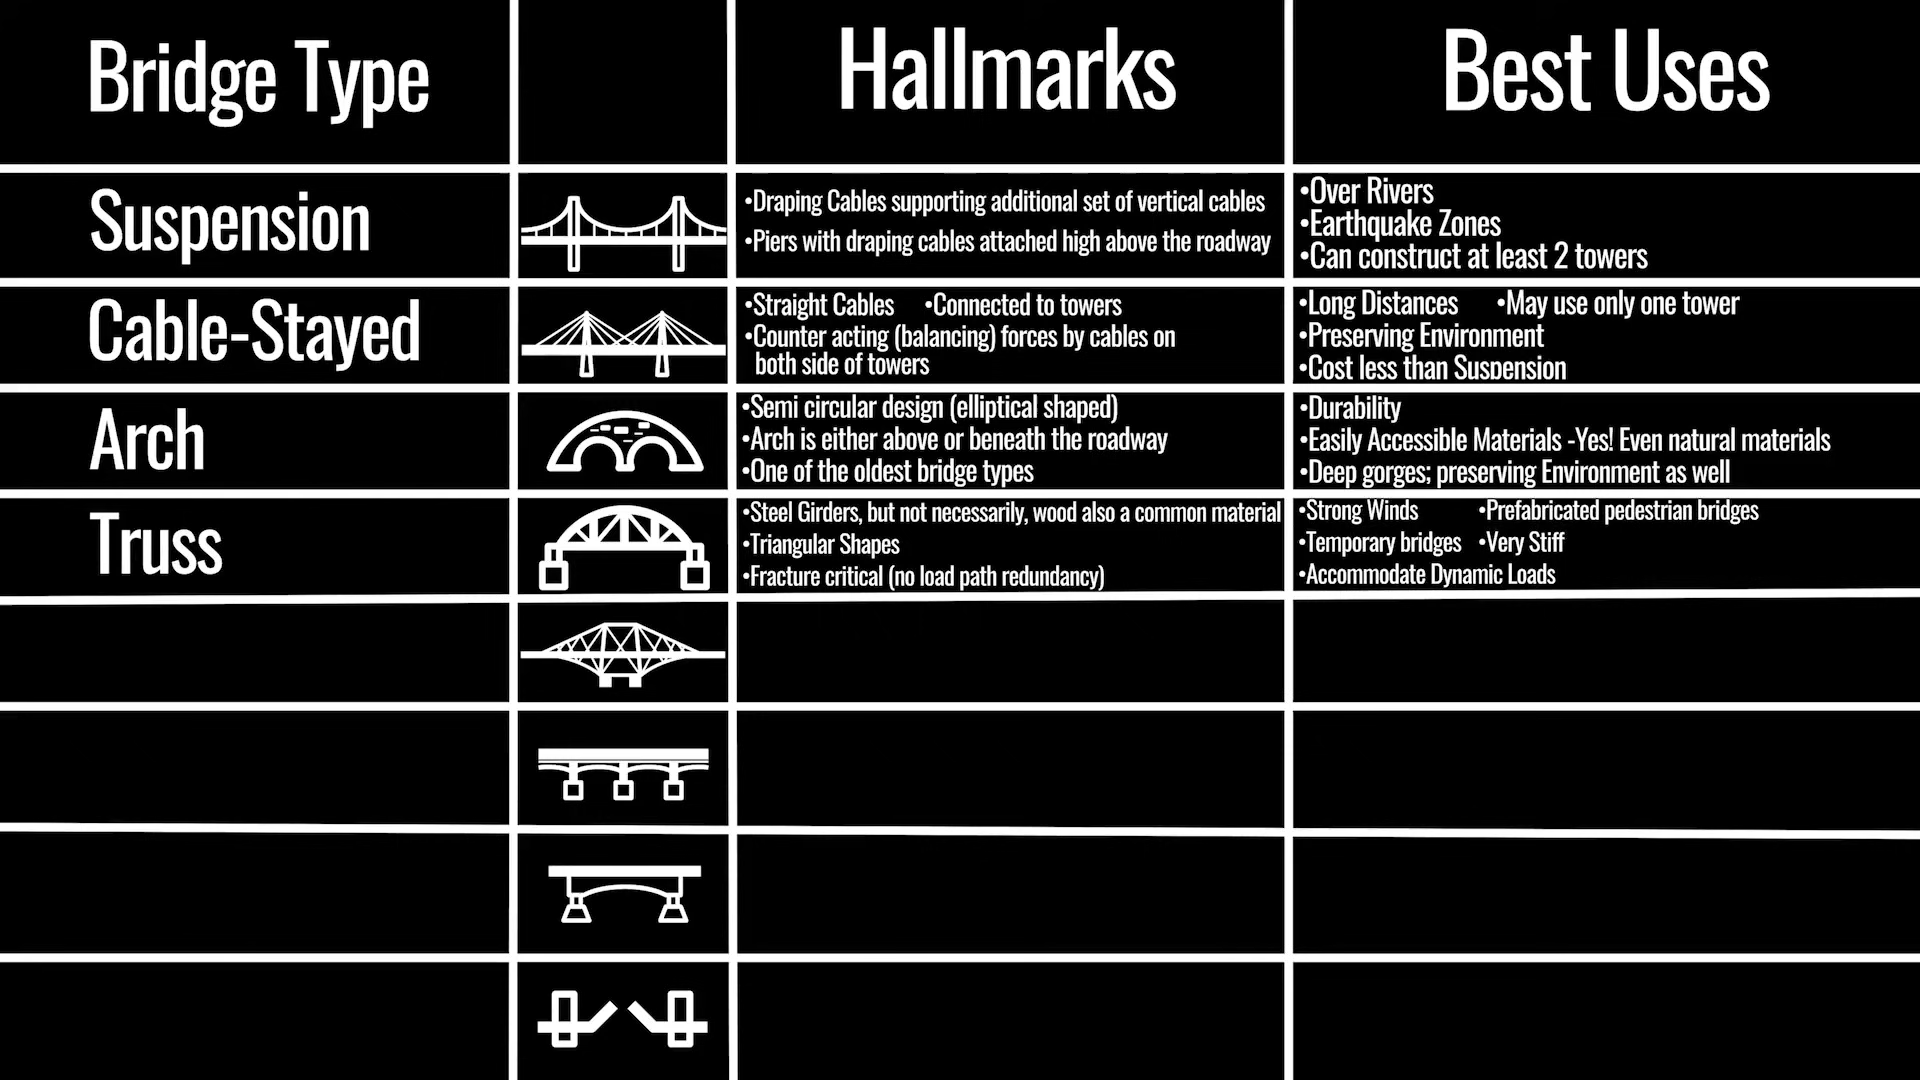 Bridge Type
Hallmarks
Best Uses
Suspension
•Draping Cables supporting additional set of vertical cables
•Piers with draping cables attached high above the roadway
•Over Rivers
•Earthquake Zones
•Can construct at least 2 towers
Cable-Stayed
•Straight Cables •Connected to towers
•Counter acting (balancing) forces by cables on
both side of towers
•Long Distances •May use only one tower
•Preserving Environment
•Cost less than Suspension
Arch
•Semi circular design (elliptical shaped)
•Arch is either above or beneath the roadway
•One of the oldest bridge types
•Durability
•Easily Accessible Materials -Yes! Even natural materials
•Deep gorges; preserving Environment as well
Truss
•Steel Girders, but not necessarily, wood also a common material
•Triangular Shapes
•Fracture critical (no load path redundancy)
•Strong Winds •Prefabricated pedestrian bridges
•Temporary bridges •Very Stiff
•Accommodate Dynamic Loads